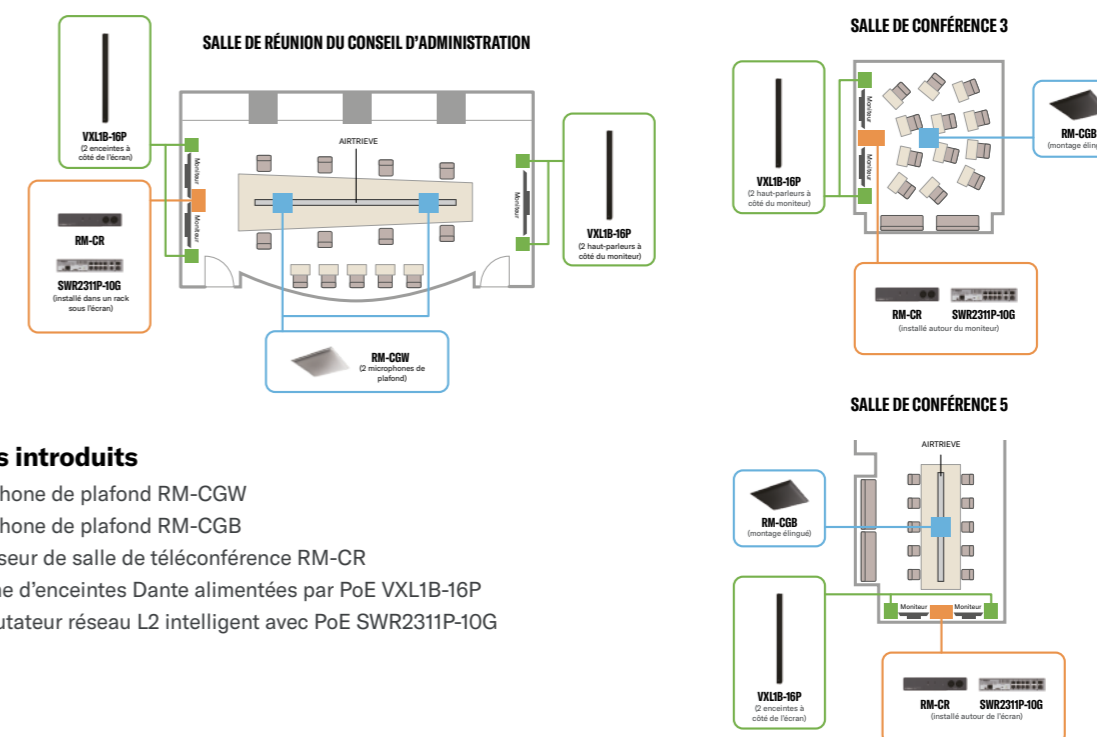 SALLE DE RÉUNION DU CONSEIL D'ADMINISTRATION
VXL1B-16P
(2 enceintes à
côté de l'écran)
RM-CR
SWR2311P-10G
(installé dans un rack
sous l'écran)
Moniteur
Moniteur
AIRTRIEVE
Moniteur
VXL1B-16P
(2 haut-parleurs à
côté du moniteur)
RM-CGW
(2 microphones de
plafond)
SALLE DE CONFÉRENCE 3
VXL1B-16P
(2 haut-parleurs à
côté du moniteur)
Moniteur
Moniteur
RM-CGB
(montage élin
RM-CR
SWR2311P-10G
(installé autour du moniteur)
SALLE DE CONFÉRENCE 5
AIRTRIEVE
RM-CGB
(montage élingué)
Moniteur
Moniteur
VXL1B-16P
(2 enceintes à
côté de l'écran)
RM-CR
SWR2311P-10G
(installé autour de l'écran)
s introduits
hone de plafond RM-CGW
hone de plafond RM-CGB
seur de salle de téléconférence RM-CR
e d'enceintes Dante alimentées par PoE VXL1B-16P
utateur réseau L2 intelligent avec PoE SWR2311P-10G